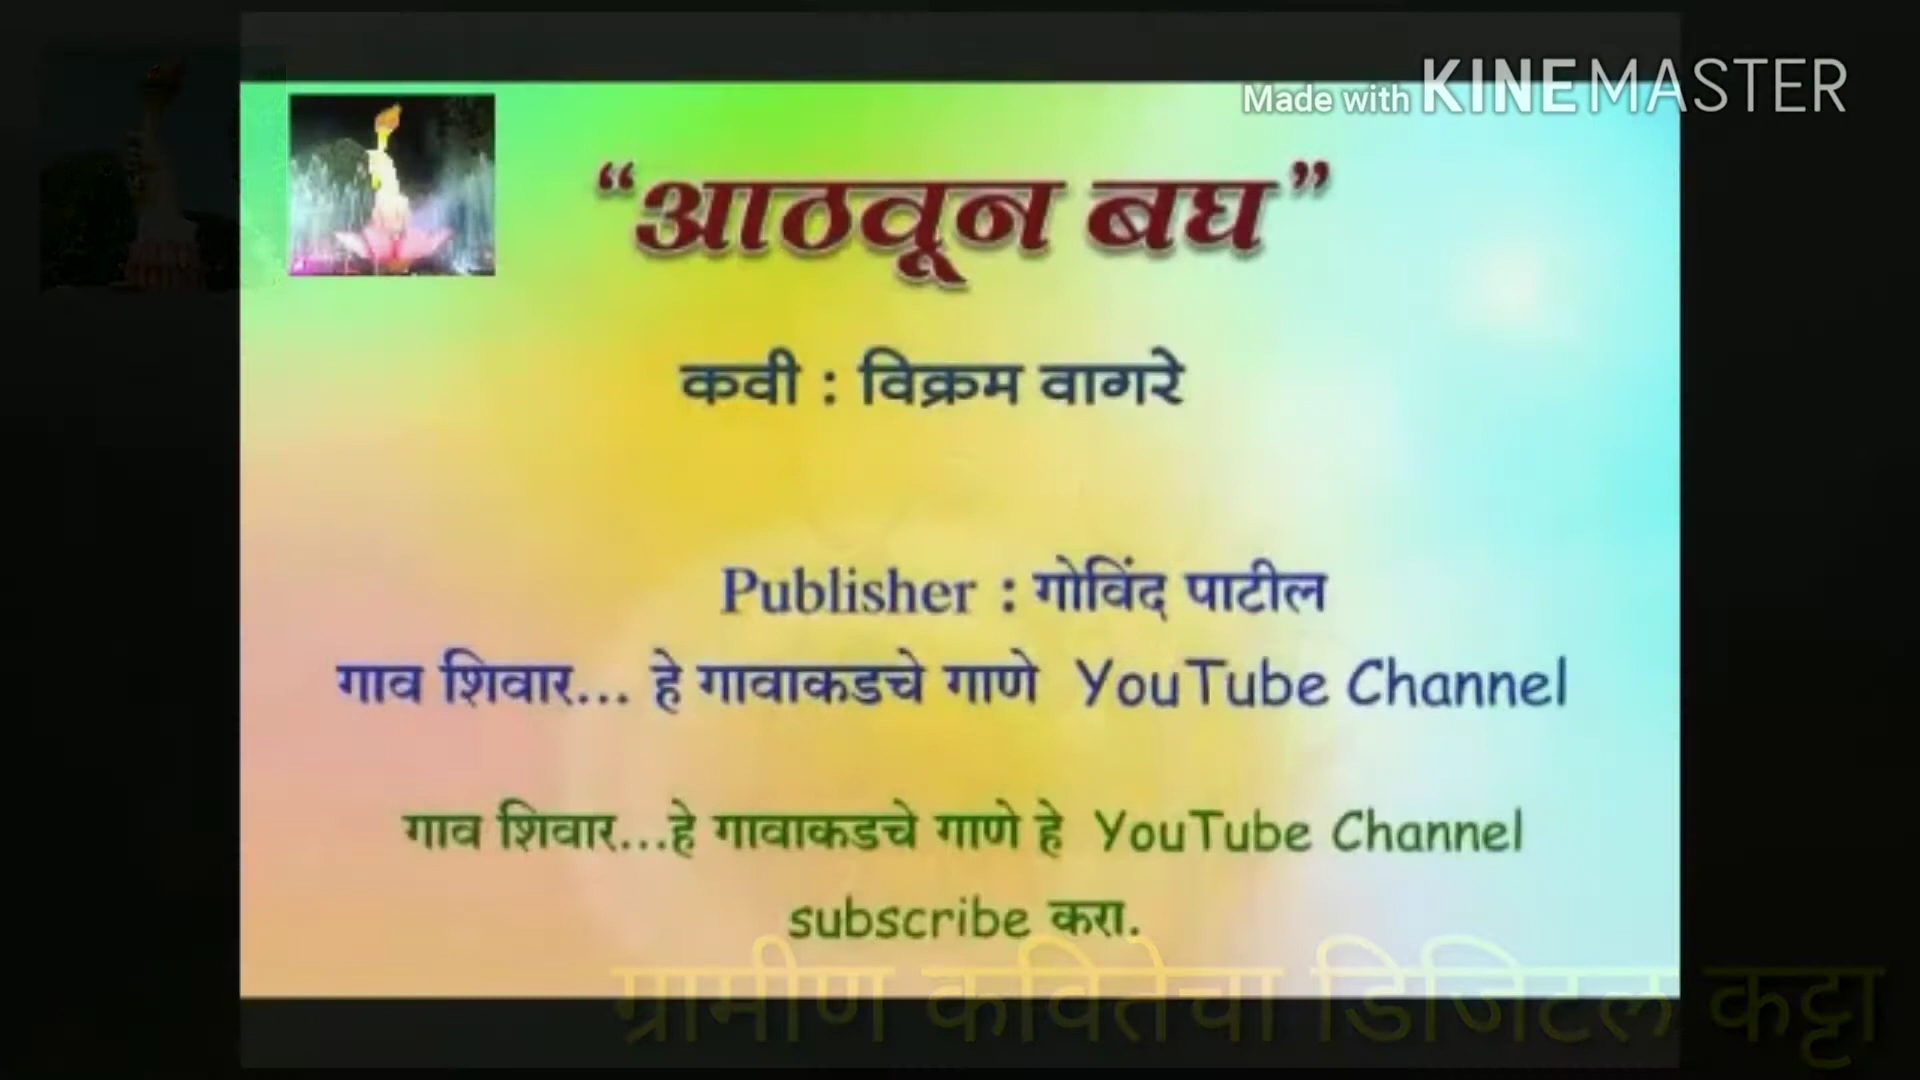 Made with KINEMASTER
“आठवून बघ”
कवी : विक्रम वागरे
Publisher : गोविंद पाटील
गाव शिवार... हे गावाकडचे गाणे YouTube Channel
गाव शिवार...हे गावाकडचे गाणे हे YouTube Channel
subscribe करा.
ग्रामीण कवितेचा डिजिटल कट्टा